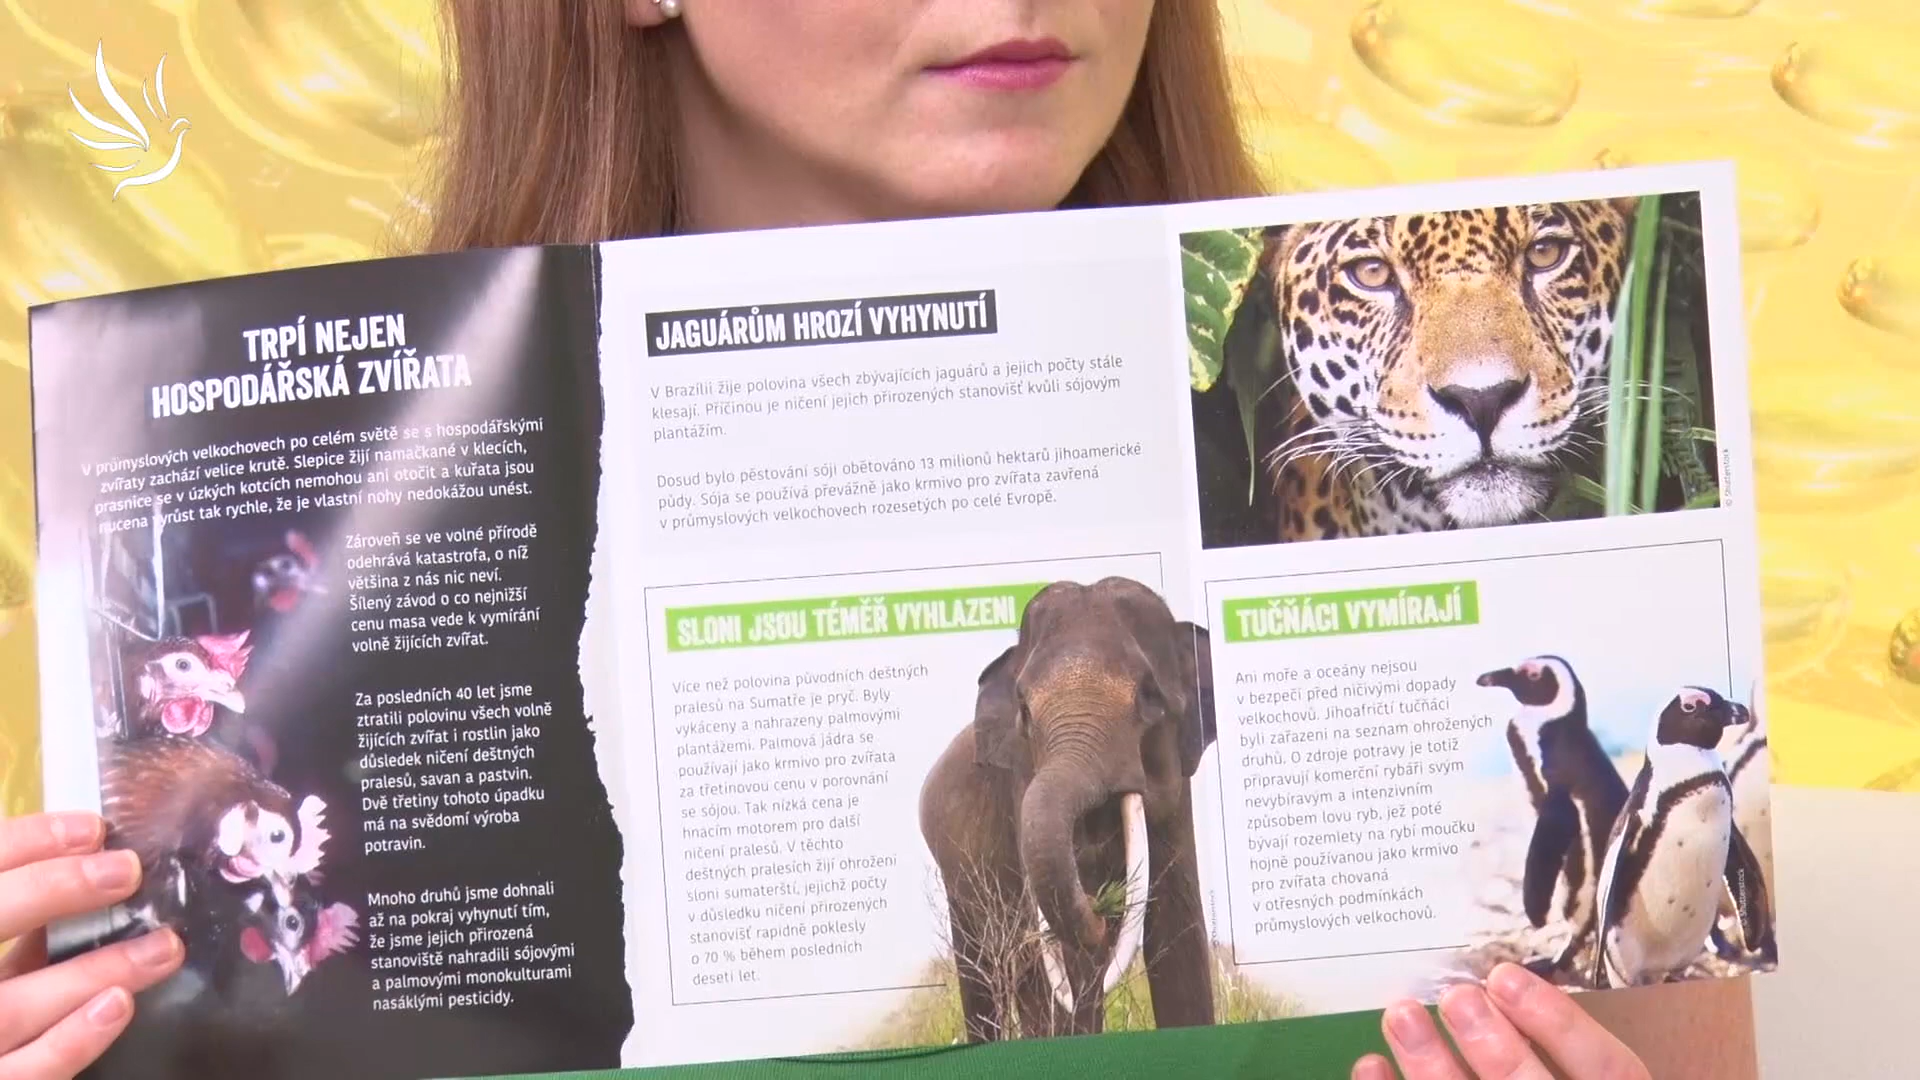 TRPÍ NEJEN
HOSPODÁŘSKÁ ZVÍŘATA
V průmyslových velkochovech po celém světě se s hospodářskými
zvířaty zachází velice krutě. Slepice žijí namačkané v klecích,
prasnice se v úzkých kotcích nemohou ani otočit a kuřata jsou
nucena vyrůst tak rychle, že je vlastní nohy nedokážou unést.
Zároveň se ve volné přírodě
odehrává katastrofa, o níž
většina z nás nic neví.
Šílený závod o co nejnižší
cenu masa vede k vymírání
volně žijících zvířat.
Za posledních 40 let jsme
ztratili polovinu všech volně
žijících zvířat i rostlin jako
důsledek ničení deštných
pralesů, savan a pastvin.
Dvě třetiny tohoto úpadku
má na svědomí výroba
potravin.
Mnoho druhů jsme dohnali
až na pokraj vyhynutí tím,
že jsme jejich přirozená
stanoviště nahradili sójovými
a palmovými monokulturami
nasáklými pesticidy.
JAGUÁRŮM HROZÍ VYHYNUTÍ
V Brazílii žije polovina všech zbývajících jaguárů a jejich počty stále
klesají. Příčinou je ničení jejich přirozených stanovišť kvůli sójovým
plantážím.
Dosud bylo pěstování sóji obětováno 13 milionů hektarů jihoamerické
půdy. Sója se používá převážně jako krmivo pro zvířata zavřená
v průmyslových velkochovech rozesetých po celé Evropě.
© Shutterstock
SLONI JSOU TÉMĚŘ VYHLAZENI
Více než polovina původních deštných
pralesů na Sumatře je pryč. Byly
vykáceny a nahrazeny palmovými
plantážemi. Palmová jádra se
používají jako krmivo pro zvířata
za třetinovou cenu v porovnání
se sójou. Tak nízká cena je
hnacím motorem pro další
ničení pralesů. V těchto
deštných pralesích žijí ohrožení
sloni sumaterští, jejichž počty
v důsledku ničení přirozených
stanovišť rapidně poklesly
o 70 % během posledních
deseti let.
© Shutterstock
TUČŇÁCI VYMÍRAJÍ
Ani moře a oceány nejsou
v bezpečí před ničivými dopady
velkochovů. Jihoafričtí tučňáci
byli zařazeni na seznam ohrožených
druhů. O zdroje potravy je totiž
připravují komerční rybáři svým
nevybíravým a intenzivním
způsobem lovu ryb, jež poté
bývají rozemlety na rybí moučku
hojně používanou jako krmivo
pro zvířata chovaná
v otřesných podmínkách
průmyslových velkochovů.
© Shutterstock